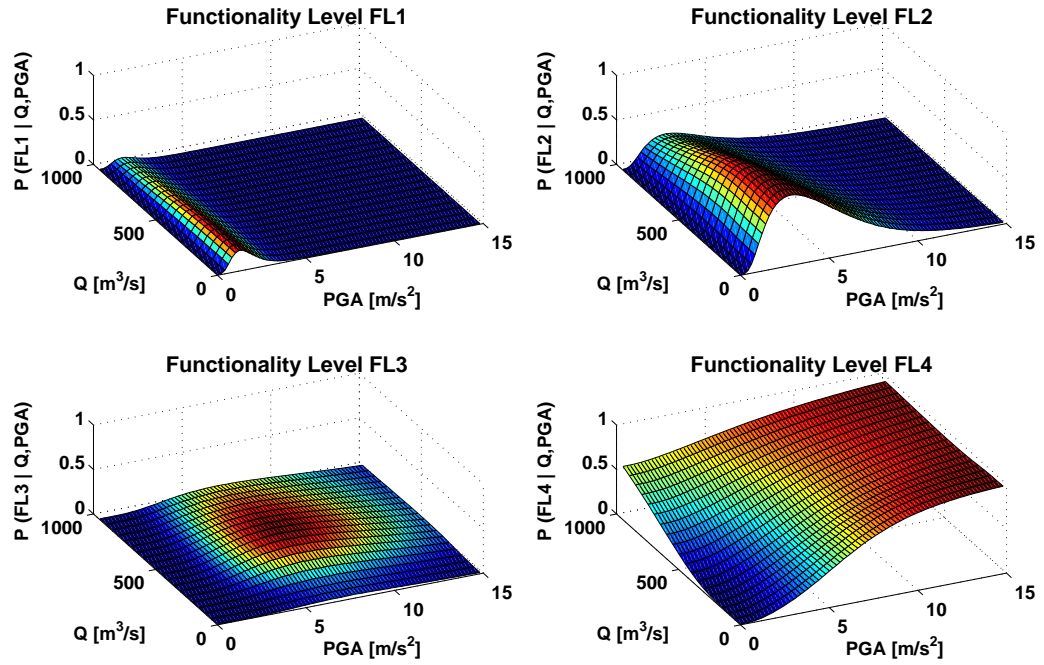 Functionality Level FL1
P (FL1 | Q,PGA)
1
0.5
0
1000
500
0
Q [m³/s]
0
5
10
15
PGA [m/s²]
Functionality Level FL2
P (FL2 | Q,PGA)
1
0.5
0
1000
500
0
Q [m³/s]
0
5
10
15
PGA [m/s²]
Functionality Level FL3
P (FL3 | Q,PGA)
1
0.5
0
1000
500
0
Q [m³/s]
0
5
10
15
PGA [m/s²]
Functionality Level FL4
P (FL4 | Q,PGA)
1
0.5
0
1000
500
0
Q [m³/s]
0
5
10
15
PGA [m/s²]